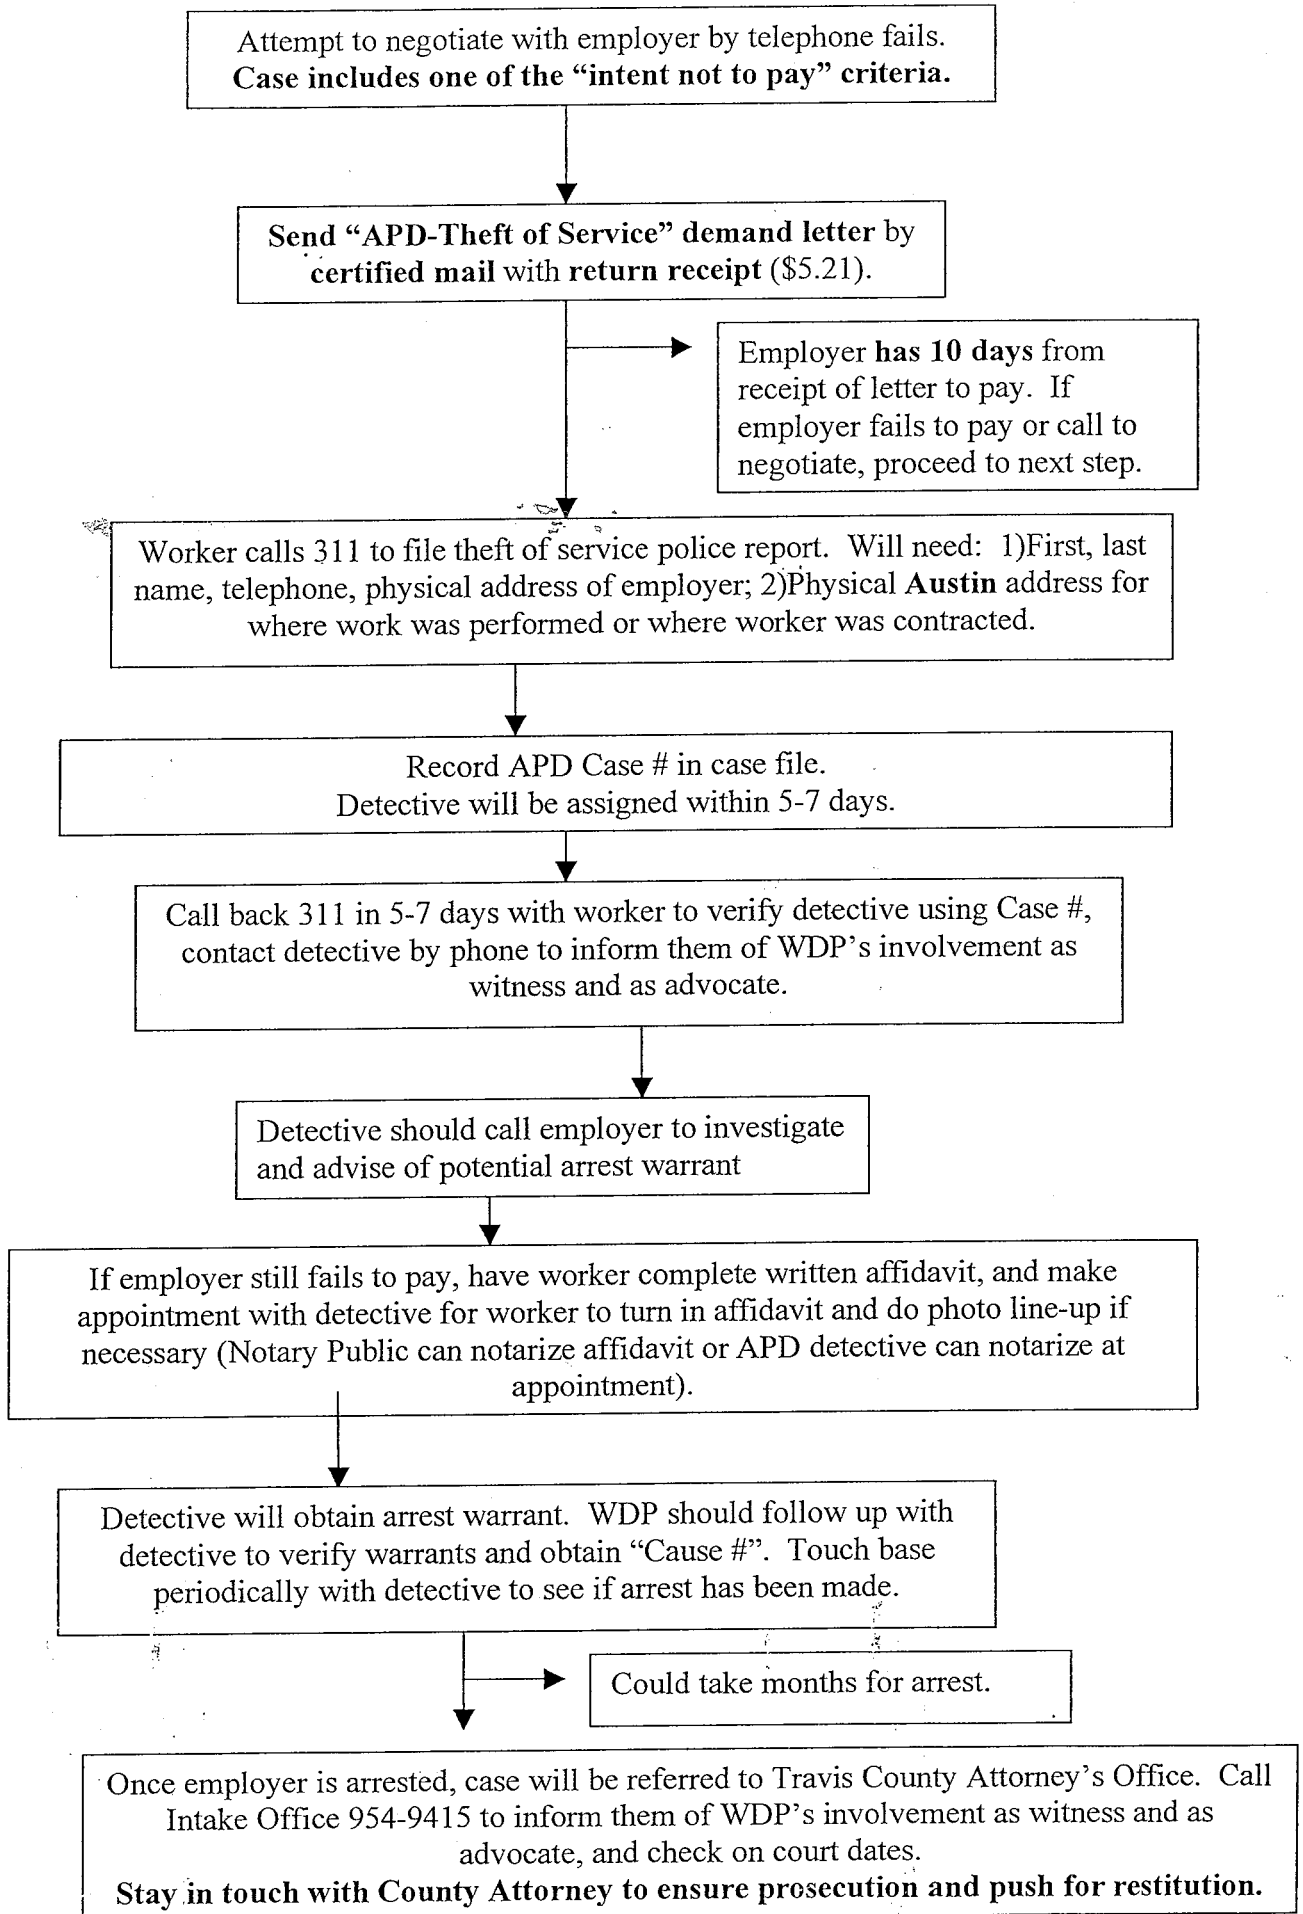 Attempt to negotiate with employer by telephone fails.
Case includes one of the “intent not to pay” criteria.
Send “APD-Theft of Service” demand letter by
certified mail with return receipt ($5.21).
Employer has 10 days from
receipt of letter to pay. If
employer fails to pay or call to
negotiate, proceed to next step.
Worker calls 311 to file theft of service police report. Will need: 1)First, last
name, telephone, physical address of employer; 2)Physical Austin address for
where work was performed or where worker was contracted.
Record APD Case # in case file.
Detective will be assigned within 5-7 days.
Call back 311 in 5-7 days with worker to verify detective using Case #,
contact detective by phone to inform them of WDP’s involvement as
witness and as advocate.
Detective should call employer to investigate
and advise of potential arrest warrant
If employer still fails to pay, have worker complete written affidavit, and make
appointment with detective for worker to turn in affidavit and do photo line-up if
necessary (Notary Public can notarize affidavit or APD detective can notarize at
appointment).
Detective will obtain arrest warrant. WDP should follow up with
detective to verify warrants and obtain “Cause #”. Touch base
periodically with detective to see if arrest has been made.
Could take months for arrest.
Once employer is arrested, case will be referred to Travis County Attorney’s Office. Call
Intake Office 954-9415 to inform them of WDP’s involvement as witness and as
advocate, and check on court dates.
Stay in touch with County Attorney to ensure prosecution and push for restitution.